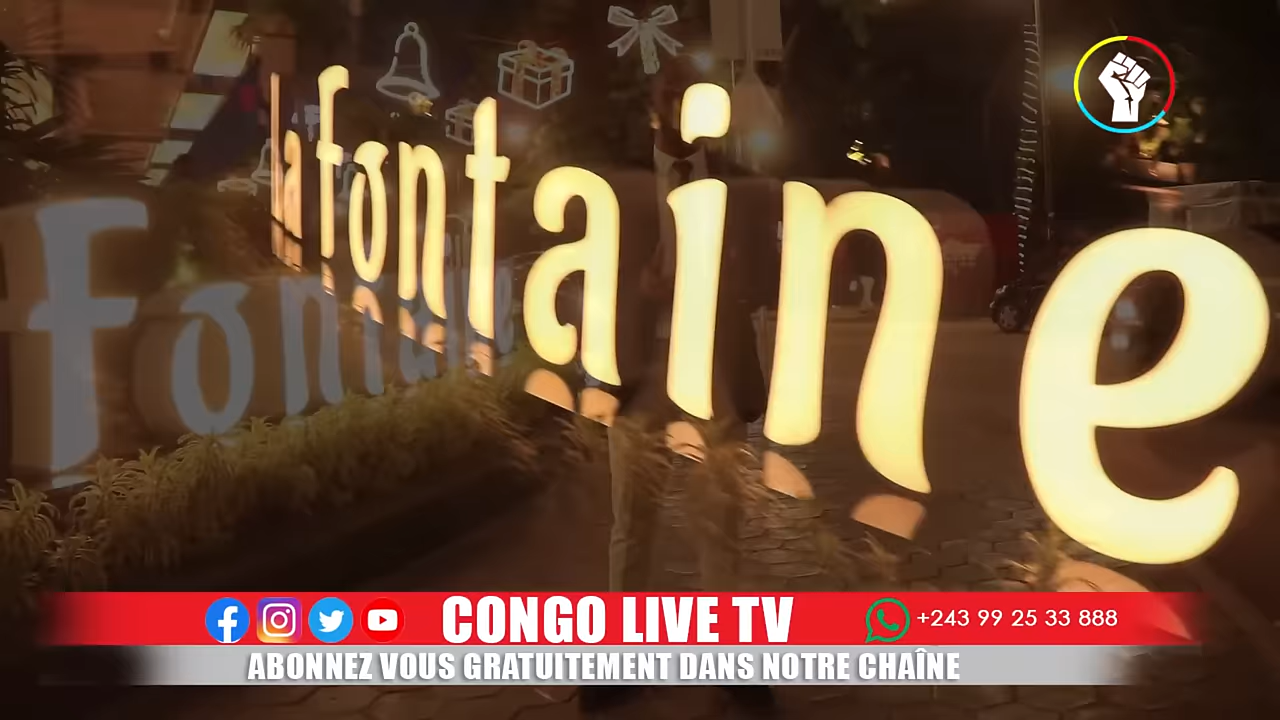 la Fontaine
Fontaine
CONGO LIVE TV
+243 99 25 33 888
ABONNEZ VOUS GRATUITEMENT DANS NOTRE CHAÎNE